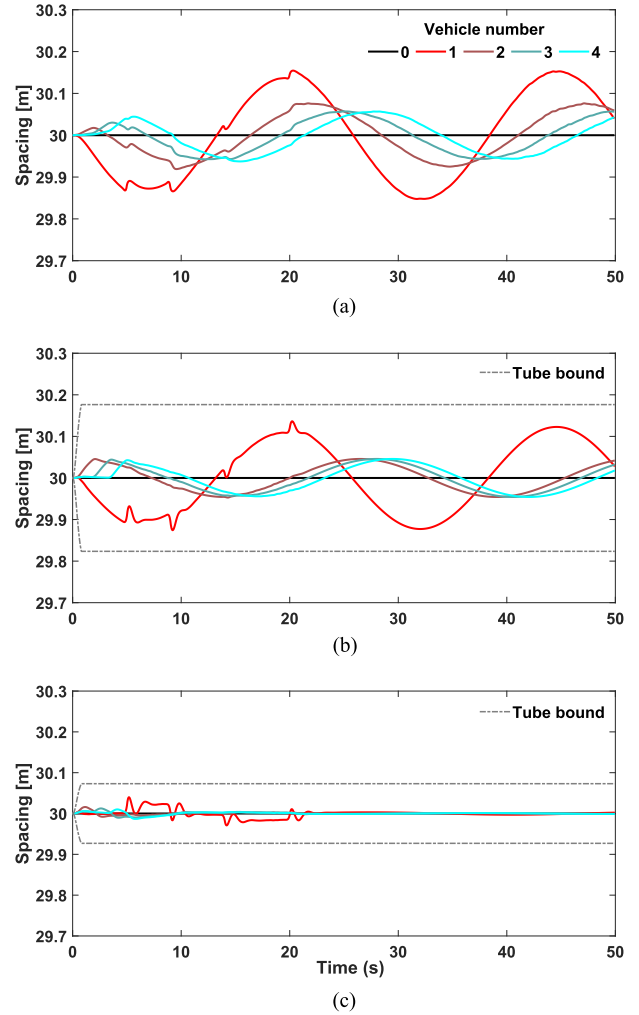 30.3
30.2
30.1
30
29.9
29.8
29.7
Spacing [m]
Vehicle number
0 1 2 3 4
0 10 20 30 40 50
(a)
30.3
30.2
30.1
30
29.9
29.8
29.7
Spacing [m]
Tube bound
0 10 20 30 40 50
(b)
30.3
30.2
30.1
30
29.9
29.8
29.7
Spacing [m]
Tube bound
0 10 20 30 40 50
Time (s)
(c)